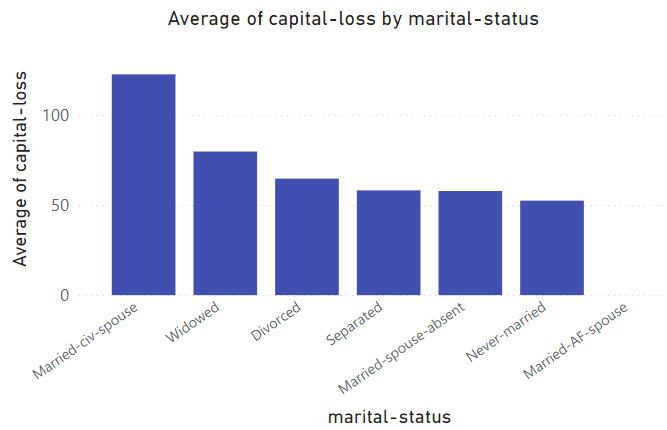 Average of capital-loss by marital-status
Average of capital-loss
100
50
0
Married-civ-spouse
Widowed
Divorced
Separated
Married-spouse-absent
Never-married
Married-AF-spouse
marital-status